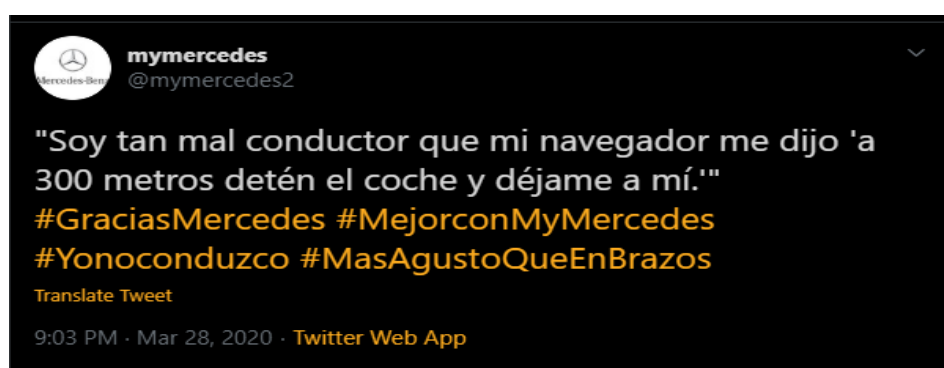 mymercedes
Mercedes-Benz
@mymercedes2
"Soy tan mal conductor que mi navegador me dijo 'a
300 metros detén el coche y déjame a mí.'"
#GraciasMercedes #MejorconMyMercedes
#Yonoconduzco #MasAgustoQueEnBrazos
Translate Tweet
9:03 PM · Mar 28, 2020 · Twitter Web App